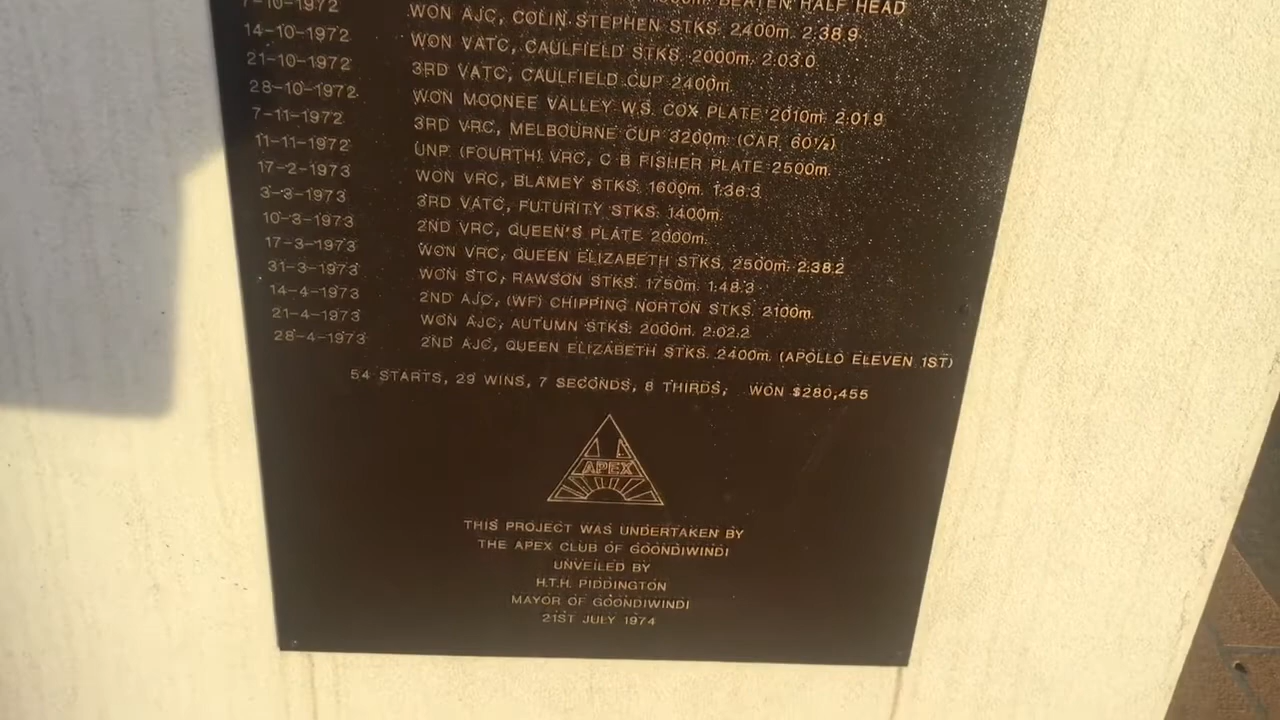 BEATEN HALF HEAD
7-10-1972 WON AJC, COLIN STEPHEN STKS. 2400m. 2:38.9
14-10-1972 WON VATC, CAULFIELD STKS. 2000m. 2:03.0
21-10-1972 3RD VATC, CAULFIELD CUP 2400m.
28-10-1972 WON MOONEE VALLEY W.S. COX PLATE 2010m. 2:01.9
7-11-1972 3RD VRC, MELBOURNE CUP 3200m. (CAR. 60½)
11-11-1972 UNP. (FOURTH) VRC, C B FISHER PLATE 2500m.
17-2-1973 WON VRC, BLAMEY STKS. 1600m. 1:36.3
3-3-1973 3RD VATC, FUTURITY STKS. 1400m.
10-3-1973 2ND VRC, QUEEN'S PLATE 2000m.
17-3-1973 WON VRC, QUEEN ELIZABETH STKS. 2500m. 2:38.2
31-3-1973 WON STC, RAWSON STKS. 1750m. 1:48.3
14-4-1973 2ND AJC, (WF) CHIPPING NORTON STKS. 2100m.
21-4-1973 WON AJC, AUTUMN STKS. 2000m. 2:02.2
28-4-1973 2ND AJC, QUEEN ELIZABETH STKS. 2400m. (APOLLO ELEVEN 1ST)
54 STARTS, 29 WINS, 7 SECONDS, 8 THIRDS, WON $280,455
APEX
THIS PROJECT WAS UNDERTAKEN BY
THE APEX CLUB OF GOONDIWINDI
UNVEILED BY
H.T.H. PIDDINGTON
MAYOR OF GOONDIWINDI
21ST JULY 1974